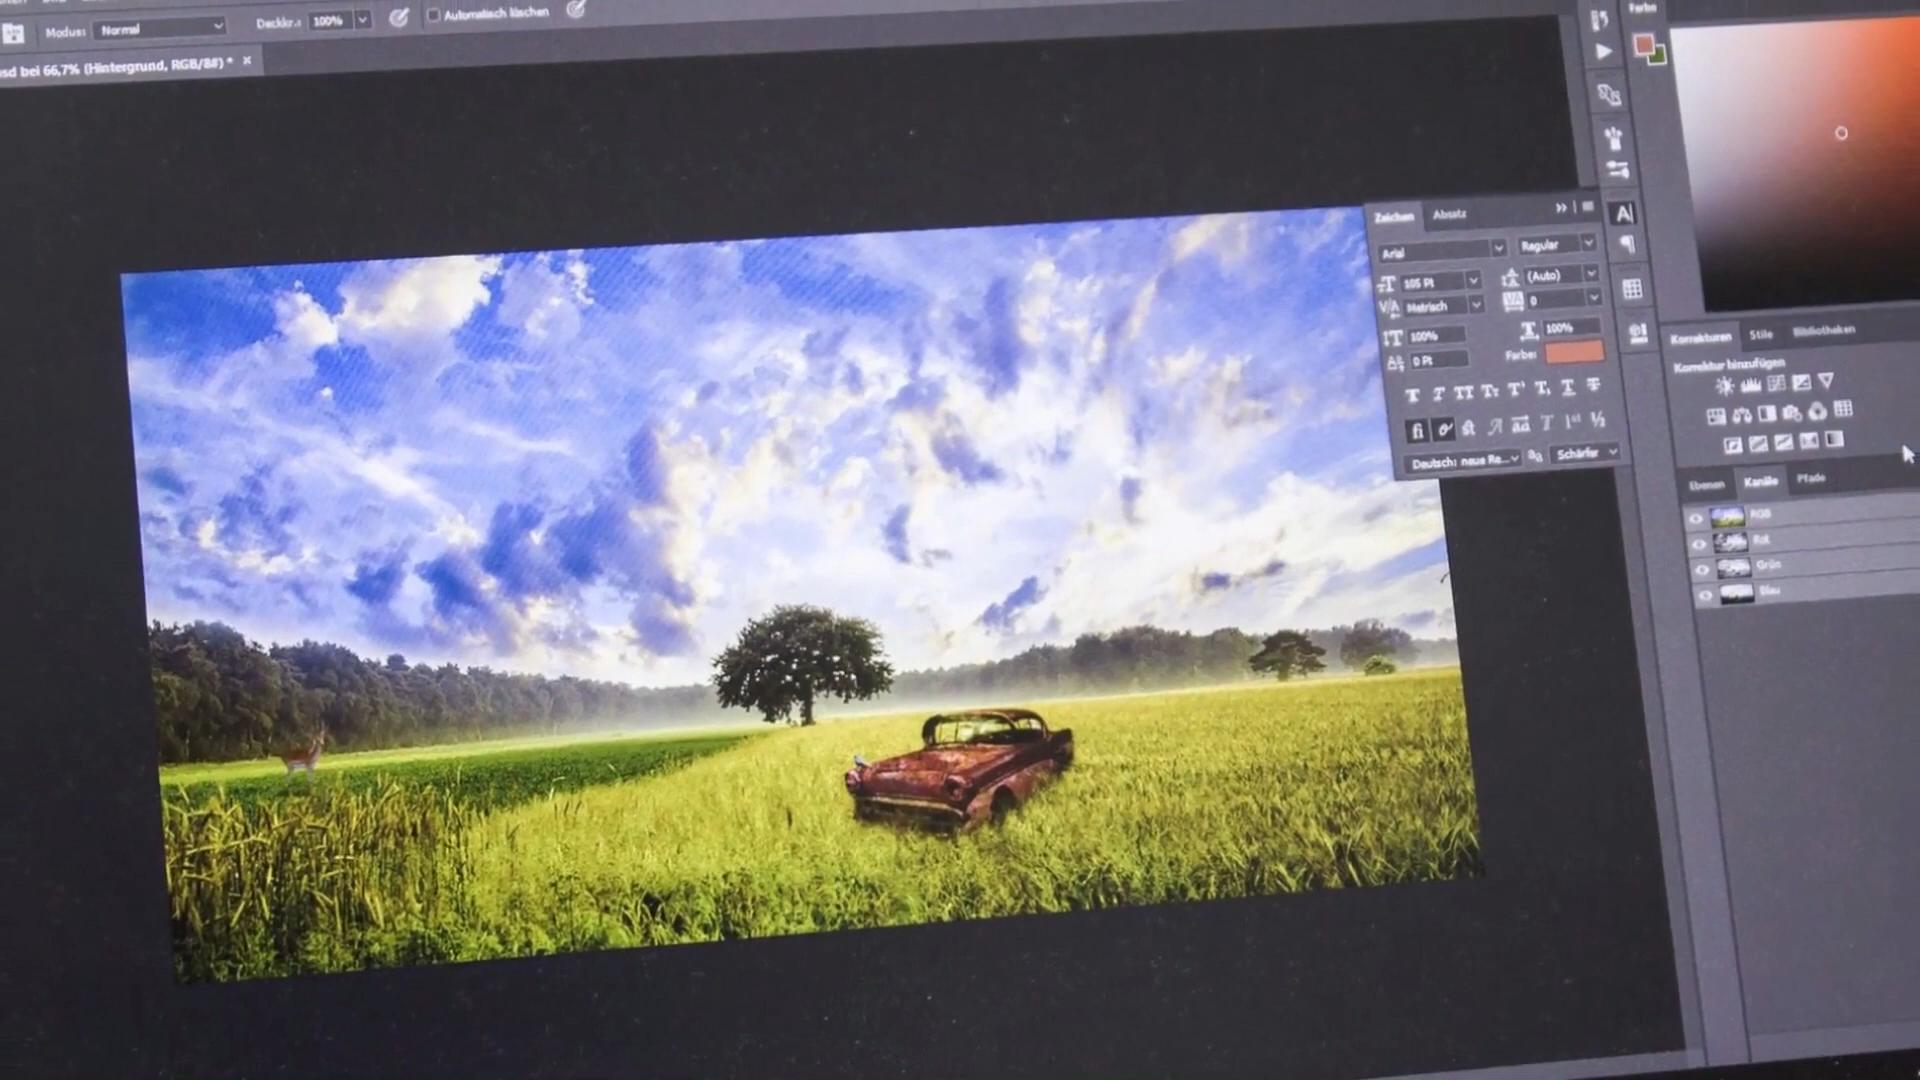 Modus: Normal Deckkr.: 100% Automatisch löschen
sd bei 66,7% (Hintergrund, RGB/8#) * ×
Farbe
Zeichen Absatz
Arial Regular
105 Pt (Auto)
Metrisch 0
100% 100%
0 Pt Farbe:
Deutsch: neue Re... aa Schärfer
Korrekturen Stile Bibliotheken
Korrektur hinzufügen
Ebenen Kanäle Pfade
RGB
Rot
Grün
Blau